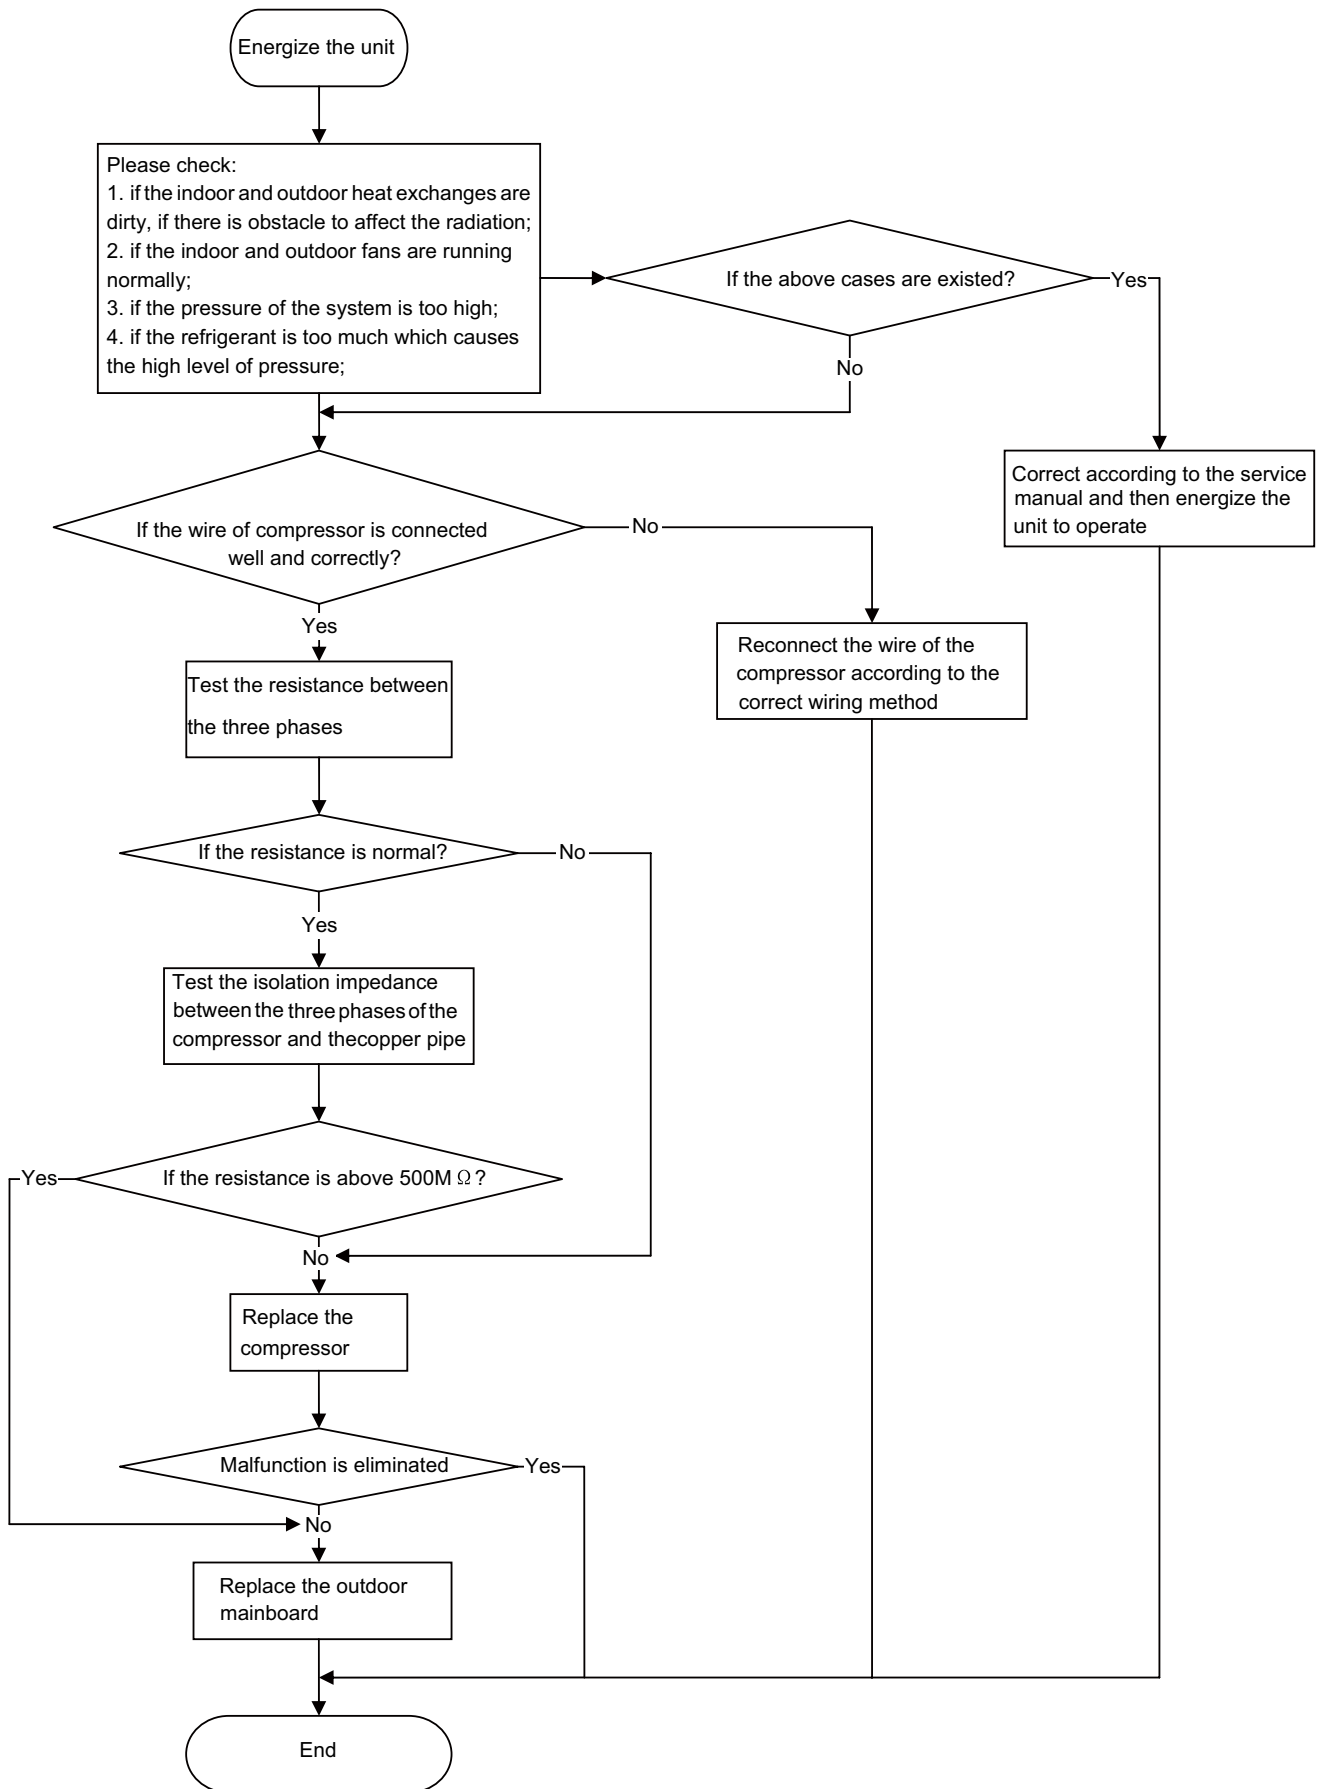 Energize the unit
Please check:
1. if the indoor and outdoor heat exchanges are
dirty, if there is obstacle to affect the radiation;
2. if the indoor and outdoor fans are running
normally;
3. if the pressure of the system is too high;
4. if the refrigerant is too much which causes
the high level of pressure;
If the above cases are existed?
Yes
No
Correct according to the service
manual and then energize the
unit to operate
If the wire of compressor is connected
well and correctly?
No
Yes
Reconnect the wire of the
compressor according to the
correct wiring method
Test the resistance between
the three phases
If the resistance is normal?
No
Yes
Test the isolation impedance
between the three phases of the
compressor and thecopper pipe
If the resistance is above 500M Ω ?
Yes
No
Replace the
compressor
Malfunction is eliminated
Yes
No
Replace the outdoor
mainboard
End